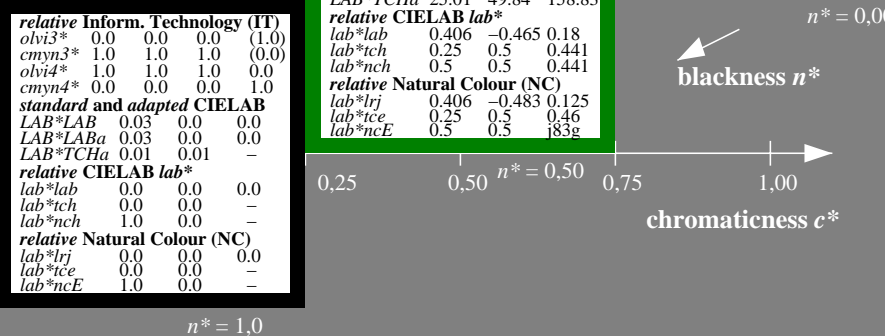 relative Inform. Technology (IT)
olvi3* 0.0 0.0 0.0 (1.0)
cmyn3* 1.0 1.0 1.0 (0.0)
olvi4* 1.0 1.0 1.0 0.0
cmyn4* 0.0 0.0 0.0 1.0
standard and adapted CIELAB
LAB*LAB 0.03 0.0 0.0
LAB*LABa 0.03 0.0 0.0
LAB*TCHa 0.01 0.01 –
relative CIELAB lab*
lab*lab 0.0 0.0 0.0
lab*tch 0.0 0.0 –
lab*nch 1.0 0.0 –
relative Natural Colour (NC)
lab*lrj 0.0 0.0 0.0
lab*tce 0.0 0.0 –
lab*ncE 1.0 0.0 –
n* = 1,0
LAB*TCHa 25.01 49.84 158.83
relative CIELAB lab*
lab*lab 0.406 −0.465 0.18
lab*tch 0.25 0.5 0.441
lab*nch 0.5 0.5 0.441
relative Natural Colour (NC)
lab*lrj 0.406 −0.483 0.125
lab*tce 0.25 0.5 0.46
lab*ncE 0.5 0.5 j83g
n* = 0,00
blackness n*
0,25 0,50 n* = 0,50 0,75 1,00
chromaticness c*